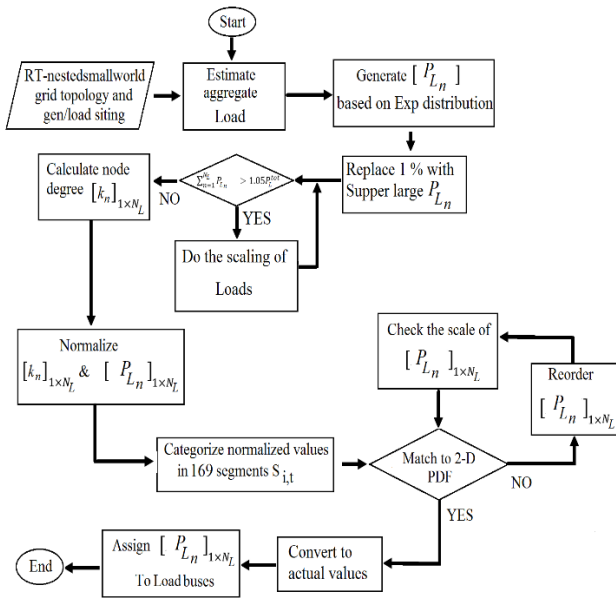 Start
RT-nestedsmallworld
grid topology and
gen/load siting
Estimate
aggregate
Load
Generate [ P_{L_n} ]
based on Exp distribution
Replace 1 % with
Supper large P_{L_n}
Σ_{n=1}^{N_L} P_{L_n} > 1.05P_L^{tot}
NO
YES
Calculate node
degree [k_n]_{1×N_L}
Do the scaling of
Loads
Normalize
[k_n]_{1×N_L} & [ P_{L_n} ]_{1×N_L}
Check the scale of
[ P_{L_n} ]_{1×N_L}
Reorder
[ P_{L_n} ]_{1×N_L}
Categorize normalized values
in 169 segments S_{i,t}
Match to 2-D
PDF
NO
YES
Convert to
actual values
Assign [ P_{L_n} ]_{1×N_L}
To Load buses
End